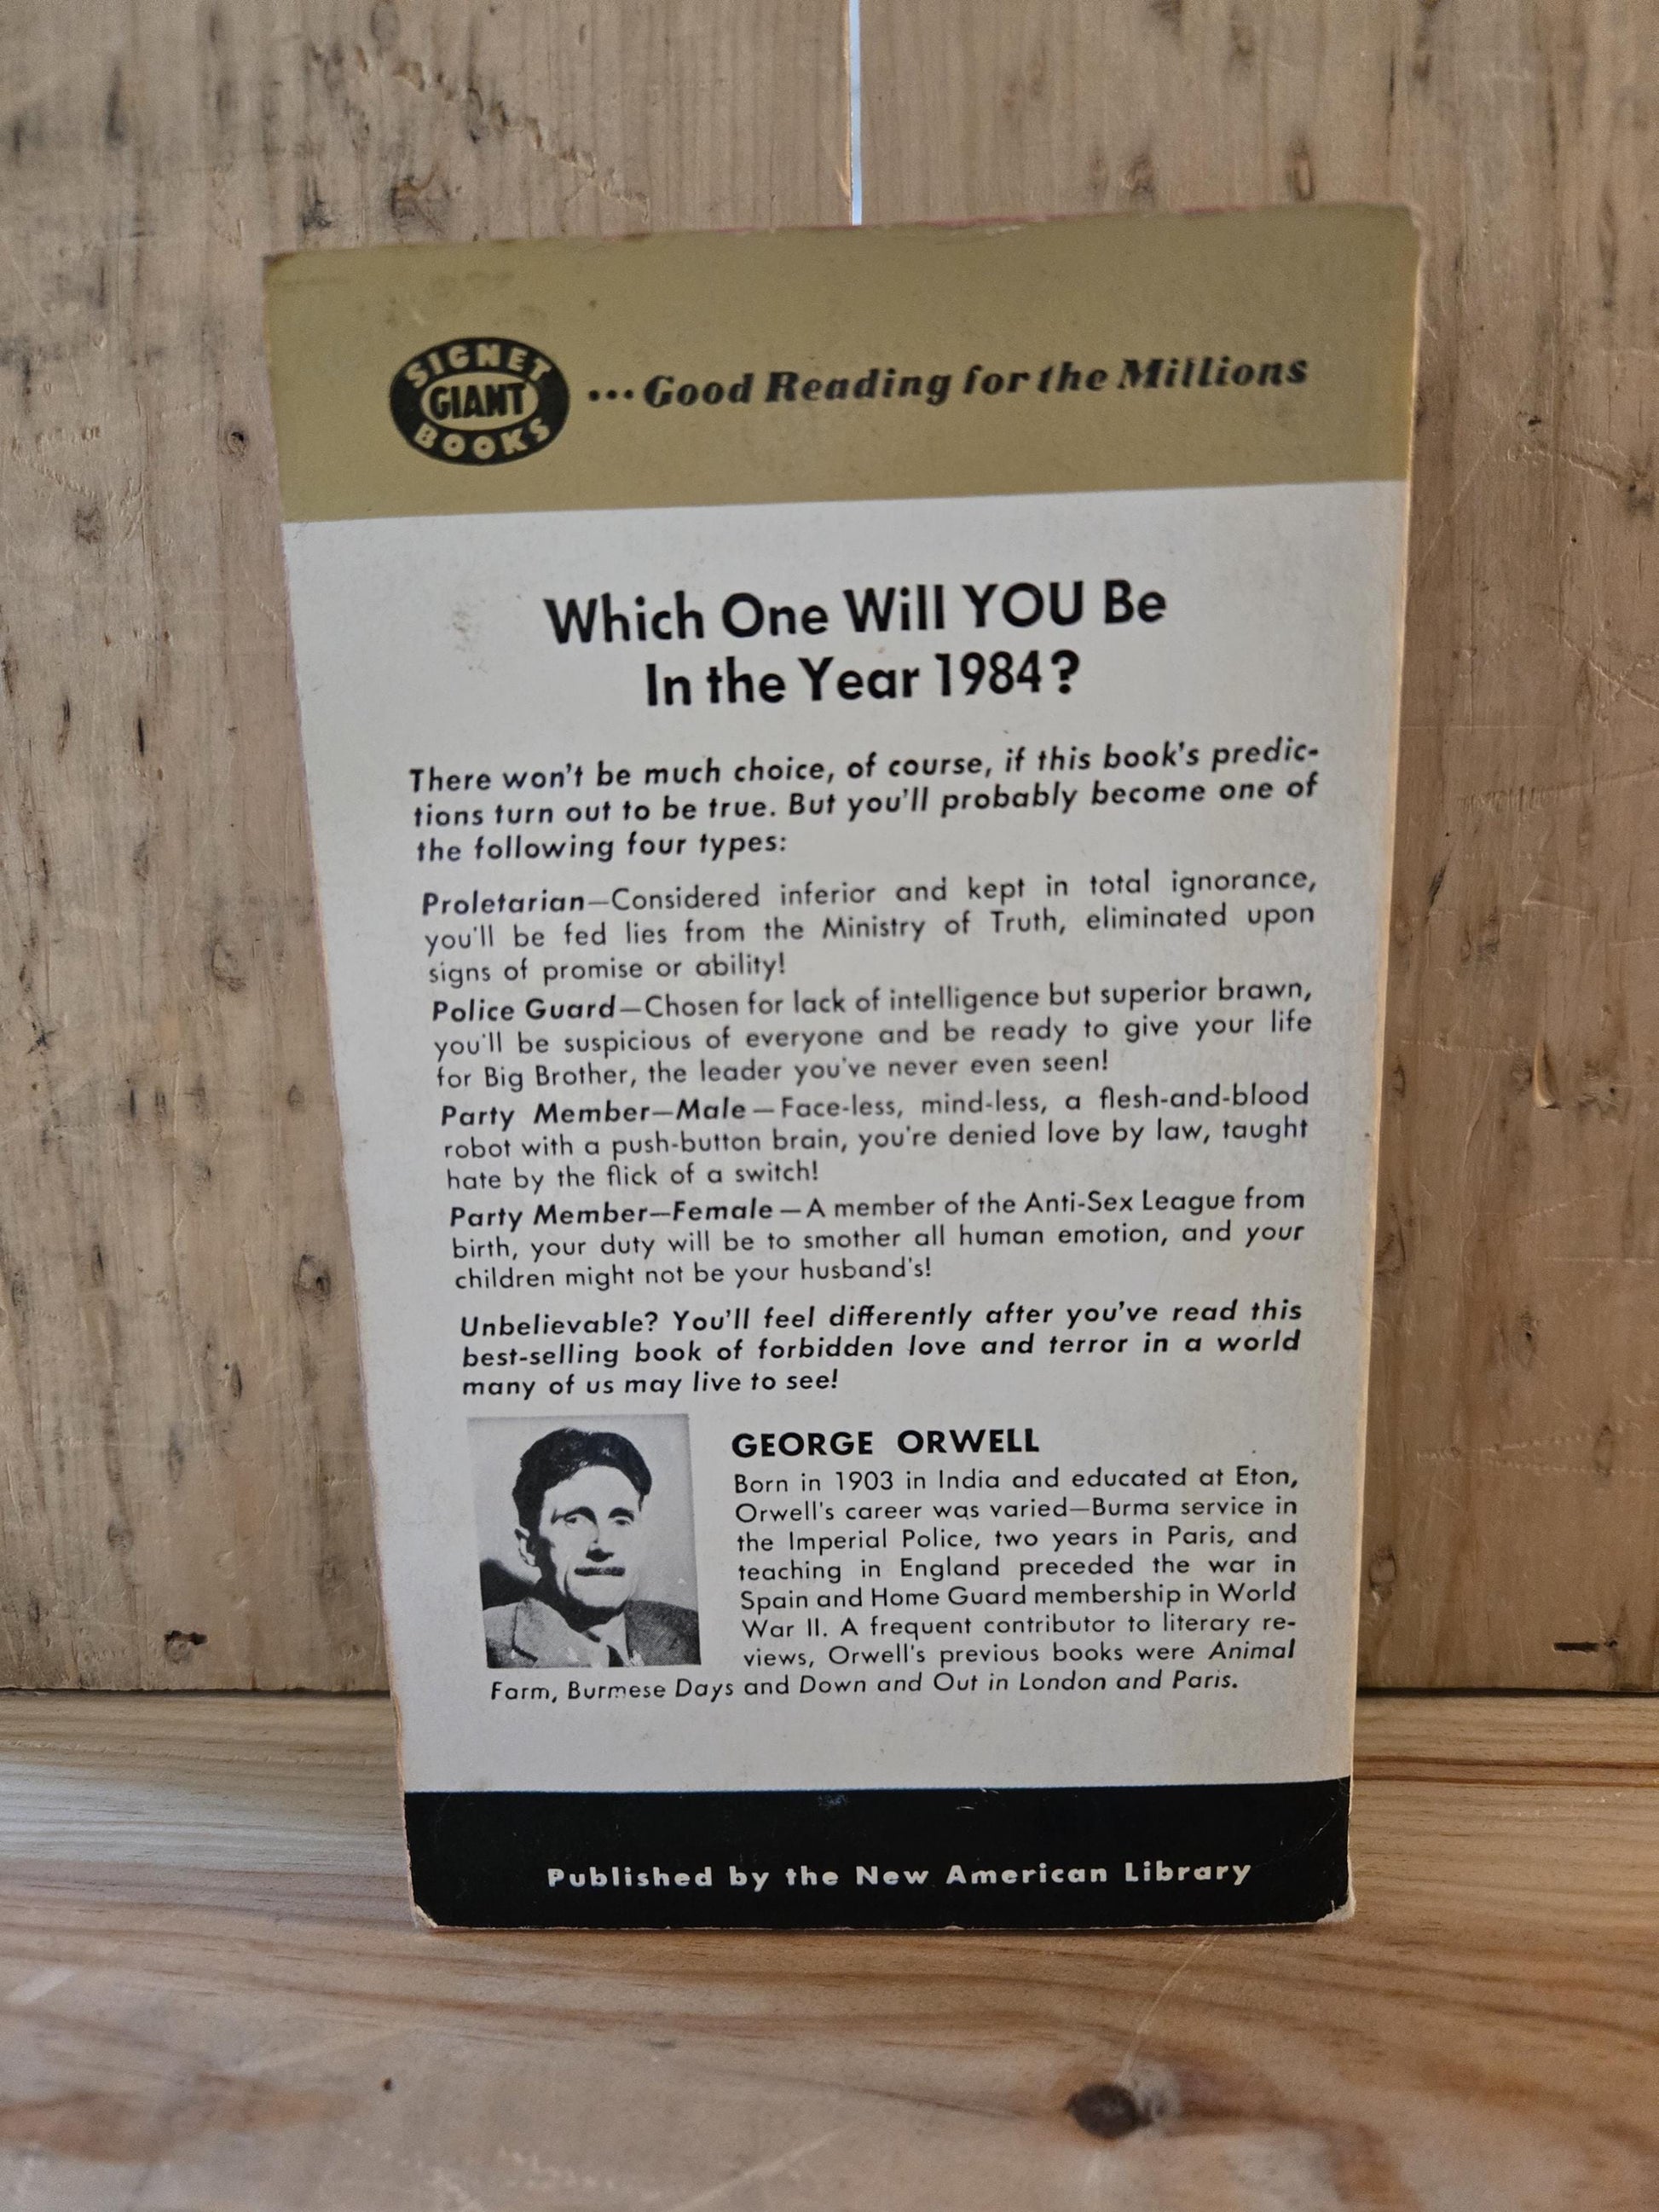 SIGNET
GIANT
BOOKS
...Good Reading for the Millions
Which One Will YOU Be
In the Year 1984?
There won't be much choice, of course, if this book's predic-
tions turn out to be true. But you'll probably become one of
the following four types:
Proletarian—Considered inferior and kept in total ignorance,
you'll be fed lies from the Ministry of Truth, eliminated upon
signs of promise or ability!
Police Guard—Chosen for lack of intelligence but superior brawn,
you'll be suspicious of everyone and be ready to give your life
for Big Brother, the leader you've never even seen!
Party Member—Male—Face-less, mind-less, a flesh-and-blood
robot with a push-button brain, you're denied love by law, taught
hate by the flick of a switch!
Party Member—Female—A member of the Anti-Sex League from
birth, your duty will be to smother all human emotion, and your
children might not be your husband's!
Unbelievable? You'll feel differently after you've read this
best-selling book of forbidden love and terror in a world
many of us may live to see!
GEORGE ORWELL
Born in 1903 in India and educated at Eton,
Orwell's career was varied—Burma service in
the Imperial Police, two years in Paris, and
teaching in England preceded the war in
Spain and Home Guard membership in World
War II. A frequent contributor to literary re-
views, Orwell's previous books were Animal
Farm, Burmese Days and Down and Out in London and Paris.
Published by the New American Library